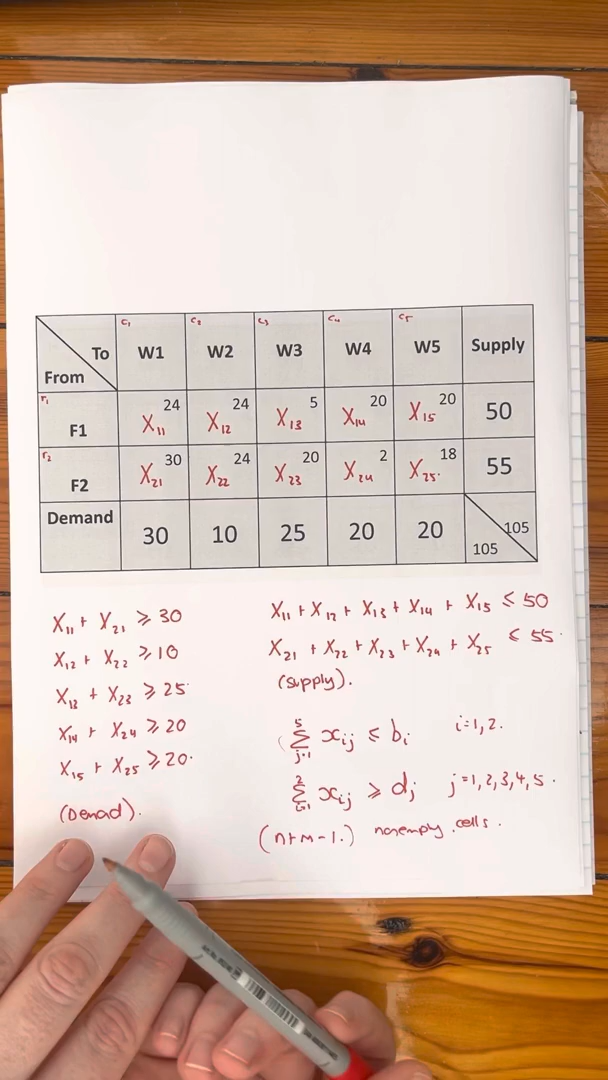 c₁ c₂ c₃ c₄ c₅
To W1 W2 W3 W4 W5 Supply
From
r₁ 24 24 5 20 20
F1 X₁₁ X₁₂ X₁₃ X₁₄ X₁₅ 50
r₂ 30 24 20 2 18
F2 X₂₁ X₂₂ X₂₃ X₂₄ X₂₅. 55
Demand 30 10 25 20 20 105
105
X₁₁ + X₂₁ ⩾ 30
X₁₂ + X₂₂ ⩾ 10
X₁₃ + X₂₃ ⩾ 25
X₁₄ + X₂₄ ⩾ 20
X₁₅ + X₂₅ ⩾ 20.
(Demad).
X₁₁ + X₁₂ + X₁₃ + X₁₄ + X₁₅ ⩽ 50
X₂₁ + X₂₂ + X₂₃ + X₂₄ + X₂₅ ⩽ 55.
(supply).
5
Σ xᵢⱼ ⩽ bᵢ i=1,2.
j=1
2
Σ xᵢⱼ ⩾ dⱼ j=1,2,3,4,5.
i=1
(n+m-1.) nonempy cells.